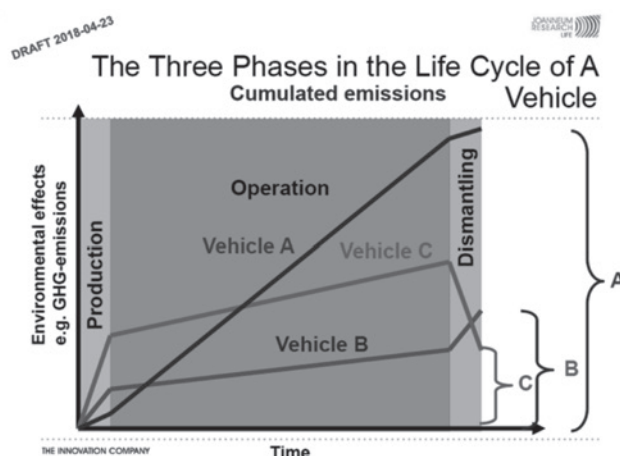 DRAFT 2018-04-23
JOANNEUM
RESEARCH
LIFE
The Three Phases in the Life Cycle of A
Vehicle
Cumulated emissions
Environmental effects
e.g. GHG-emissions
Production
Operation
Dismantling
Vehicle A
Vehicle C
Vehicle B
A
B
C
THE INNOVATION COMPANY
Time